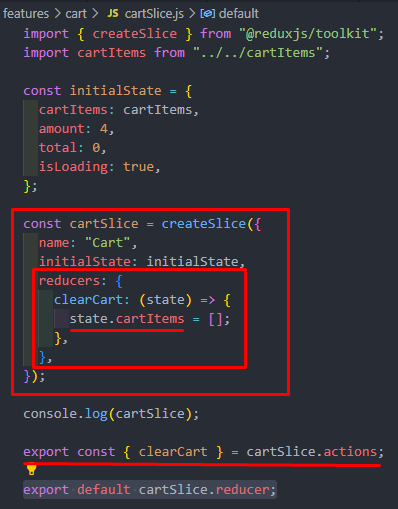 features > cart > JS cartSlice.js > default
import { createSlice } from "@reduxjs/toolkit";
import cartItems from "../../cartItems";
const initialState = {
cartItems: cartItems,
amount: 4,
total: 0,
isLoading: true,
};
const cartSlice = createSlice({
name: "Cart",
initialState: initialState,
reducers: {
clearCart: (state) => {
state.cartItems = [];
},
},
});
console.log(cartSlice);
export const { clearCart } = cartSlice.actions;
export default cartSlice.reducer;